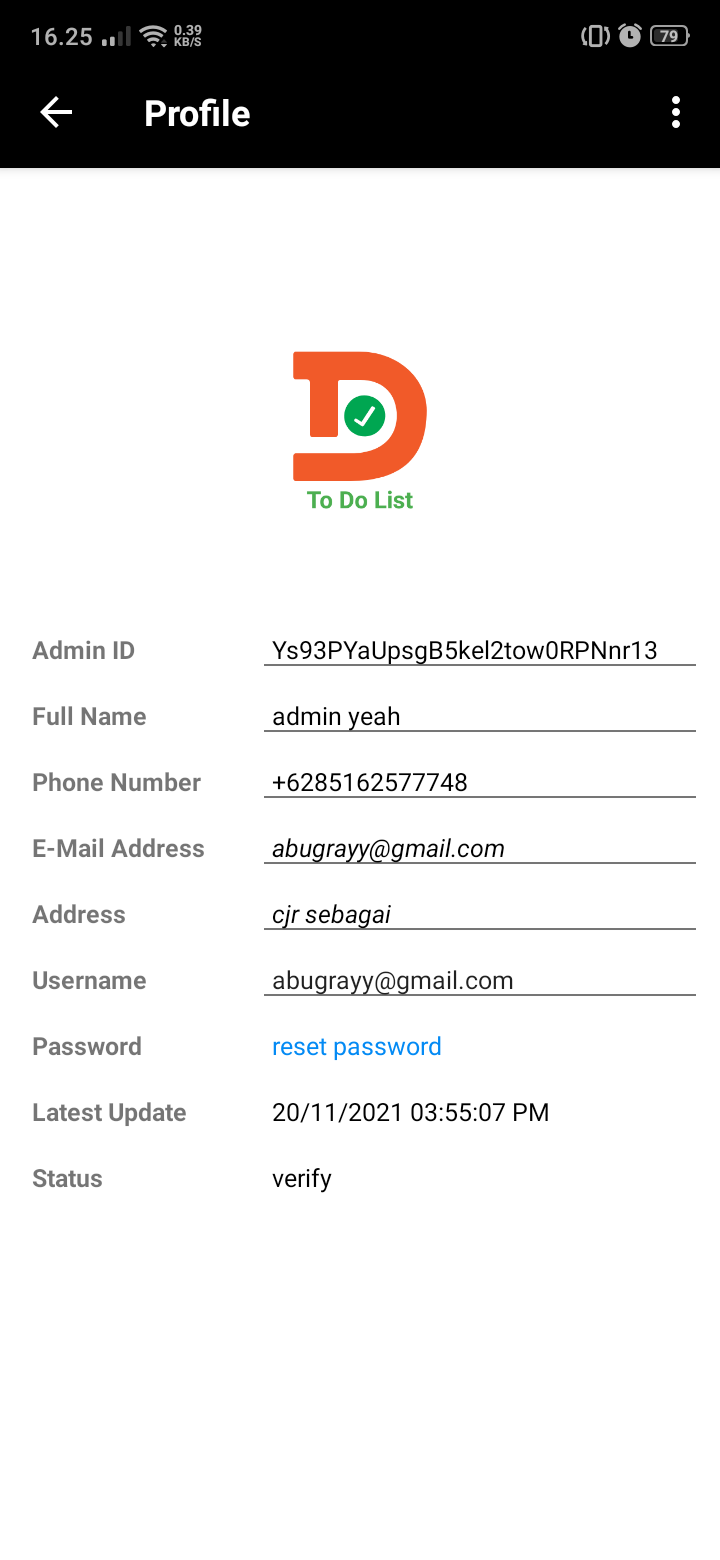 16.25 0.39 KB/S 79
Profile
To Do List
Admin ID Ys93PYaUpsgB5kel2tow0RPNnr13
Full Name admin yeah
Phone Number +6285162577748
E-Mail Address abugrayy@gmail.com
Address cjr sebagai
Username abugrayy@gmail.com
Password reset password
Latest Update 20/11/2021 03:55:07 PM
Status verify